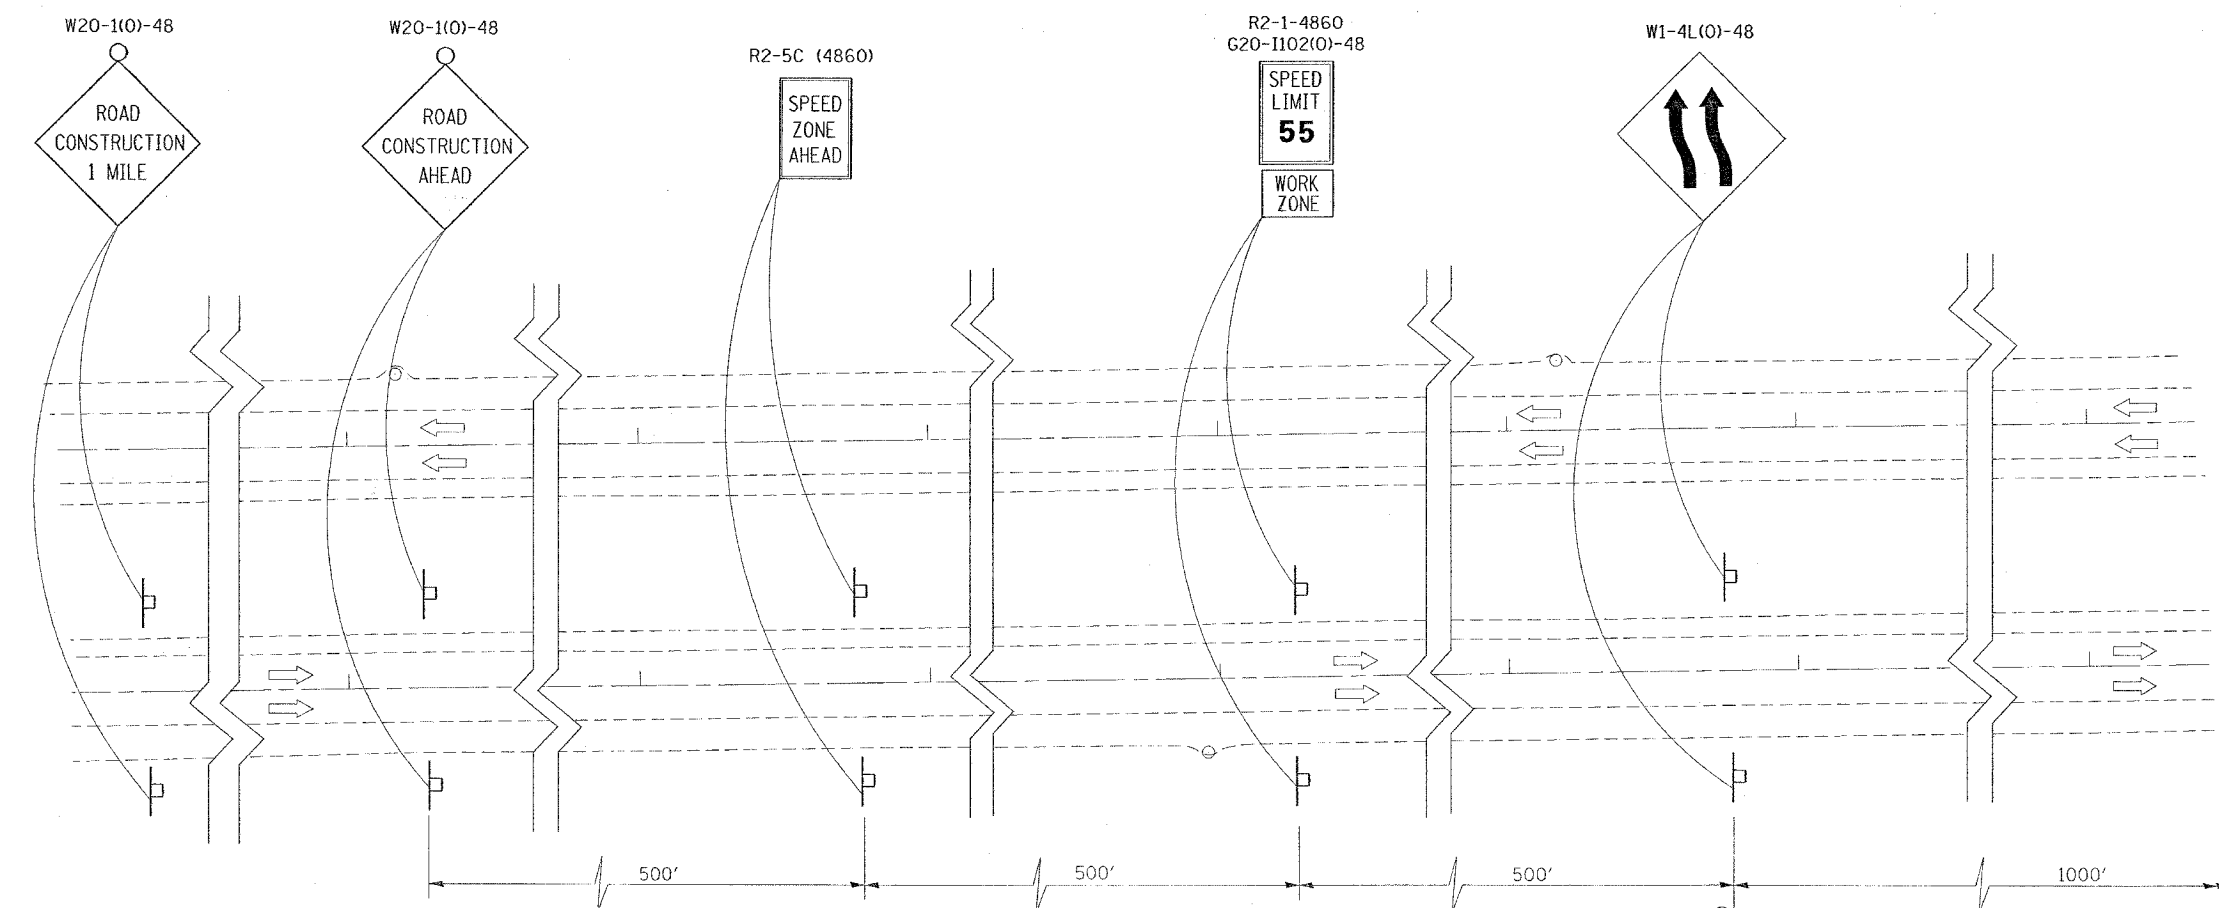 W20-1(O)-48
ROAD
CONSTRUCTION
1 MILE
W20-1(O)-48
ROAD
CONSTRUCTION
AHEAD
R2-5C (4860)
SPEED
ZONE
AHEAD
R2-1-4860
G20-I102(O)-48
SPEED
LIMIT
55
WORK
ZONE
W1-4L(O)-48
500'
500'
500'
1000'